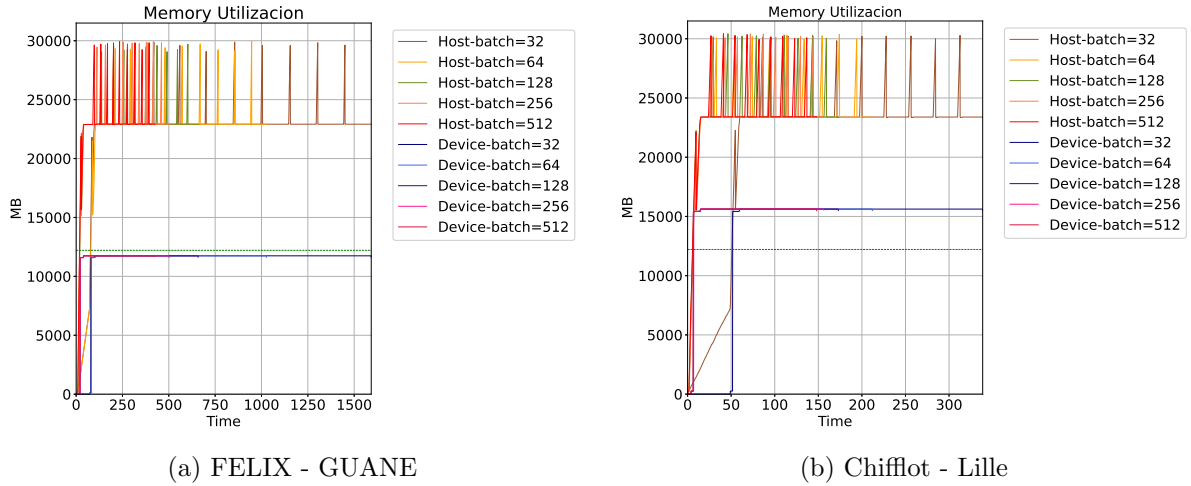 Memory Utilizacion
30000
25000
20000
15000
10000
5000
0
MB
0 250 500 750 1000 1250 1500
Time
Host-batch=32
Host-batch=64
Host-batch=128
Host-batch=256
Host-batch=512
Device-batch=32
Device-batch=64
Device-batch=128
Device-batch=256
Device-batch=512
(a) FELIX - GUANE
Memory Utilizacion
30000
25000
20000
15000
10000
5000
0
MB
0 50 100 150 200 250 300
Time
Host-batch=32
Host-batch=64
Host-batch=128
Host-batch=256
Host-batch=512
Device-batch=32
Device-batch=64
Device-batch=128
Device-batch=256
Device-batch=512
(b) Chifflot - Lille